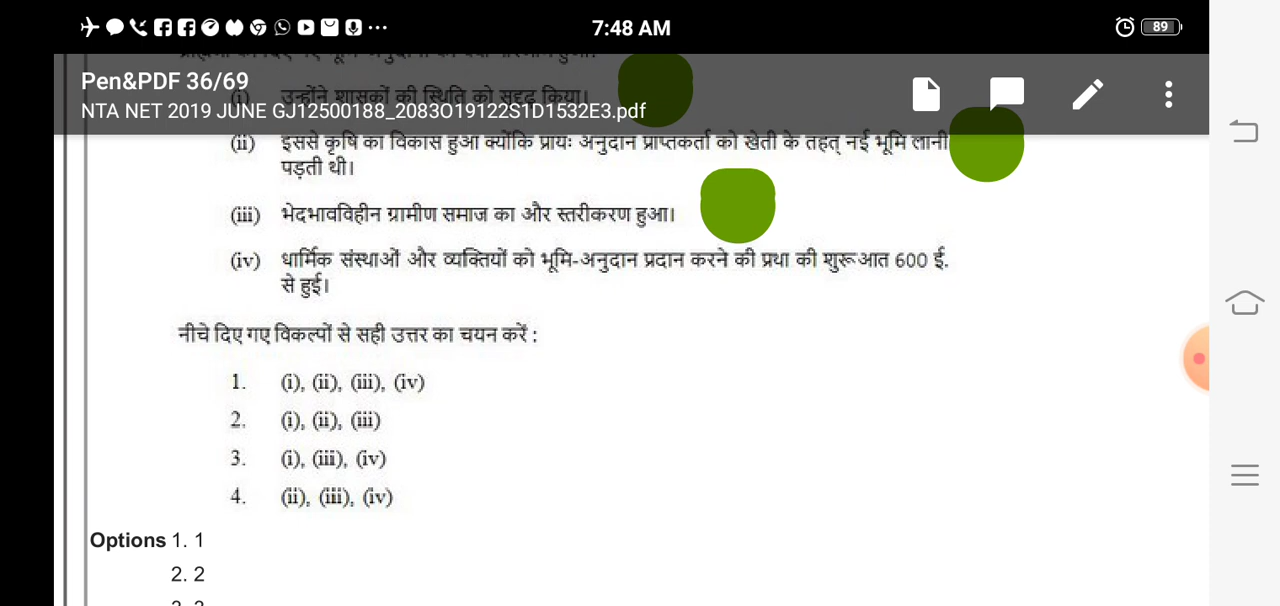 7:48 AM
89
Pen&PDF 36/69
(i) उन्होंने शासकों की स्थिति को सुदृढ़ किया।
NTA NET 2019 JUNE GJ12500188_2083O19122S1D1532E3.pdf
(ii) इससे कृषि का विकास हुआ क्योंकि प्रायः अनुदान प्राप्तकर्ता को खेती के तहत् नई भूमि लानी
पड़ती थी।
(iii) भेदभावविहीन ग्रामीण समाज का और स्तरीकरण हुआ।
(iv) धार्मिक संस्थाओं और व्यक्तियों को भूमि-अनुदान प्रदान करने की प्रथा की शुरूआत 600 ई.
से हुई।
नीचे दिए गए विकल्पों से सही उत्तर का चयन करें :
1. (i), (ii), (iii), (iv)
2. (i), (ii), (iii)
3. (i), (iii), (iv)
4. (ii), (iii), (iv)
Options 1. 1
2. 2